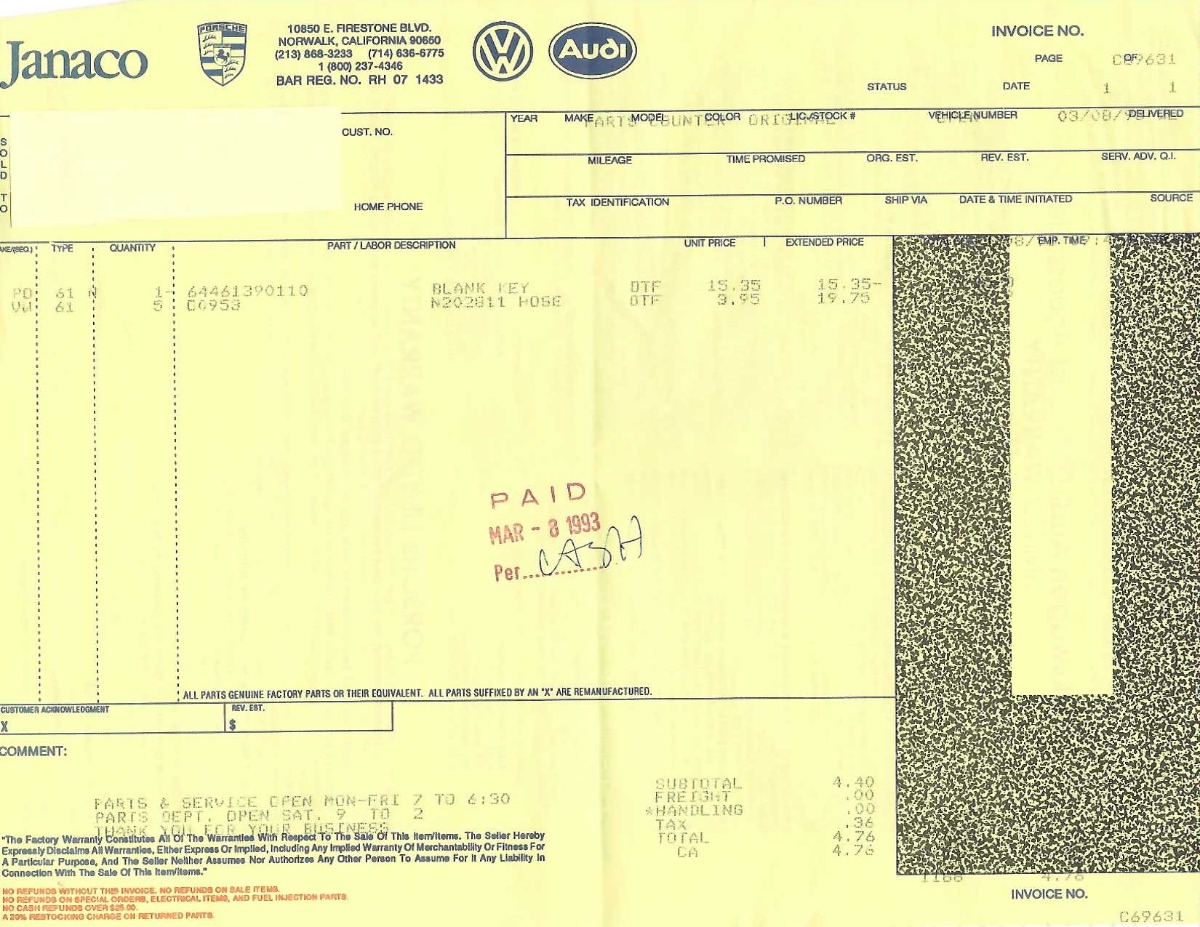 Janaco
PORSCHE
10850 E. FIRESTONE BLVD.
NORWALK, CALIFORNIA 90650
(213) 868-3233 (714) 636-6775
1 (800) 237-4346
BAR REG. NO. RH 07 1433
Audi
INVOICE NO.
PAGE OF
C69631
STATUS DATE 1 1
SOLD TO
CUST. NO.
HOME PHONE
YEAR MAKE MODEL COLOR LIC/STOCK # VEHICLE NUMBER DELIVERED
PARTS COUNTER ORIGINAL OPEN
MILEAGE TIME PROMISED ORG. EST. REV. EST. SERV. ADV. Q.I.
TAX IDENTIFICATION P.O. NUMBER SHIP VIA DATE & TIME INITIATED SOURCE
TYPE QUANTITY PART / LABOR DESCRIPTION UNIT PRICE EXTENDED PRICE EMP. TIME
PO 61 N 1- 64461390110 BLANK KEY DTF 15.35 15.35-
VW 61 5 C6953 N202811 HOSE DTF 3.95 19.75
PAID
MAR - 8 1993
Per... CASH
ALL PARTS GENUINE FACTORY PARTS OR THEIR EQUIVALENT. ALL PARTS SUFFIXED BY AN "X" ARE REMANUFACTURED.
CUSTOMER ACKNOWLEDGMENT
X
REV. EST.
$
COMMENT:
PARTS & SERVICE OPEN MON-FRI 7 TO 6:30
PARTS DEPT. OPEN SAT. 9 TO 2
THANK YOU FOR YOUR BUSINESS
SUBTOTAL 4.40
FREIGHT .00
*HANDLING .00
TAX .36
TOTAL 4.76
CA 4.76
"The Factory Warranty Constitutes All Of The Warranties With Respect To The Sale Of This Item/Items. The Seller Hereby
Expressly Disclaims All Warranties, Either Express Or Implied, Including Any Implied Warranty Of Merchantability Or Fitness For
A Particular Purpose, And The Seller Neither Assumes Nor Authorizes Any Other Person To Assume For It Any Liability In
Connection With The Sale Of This Item/Items."
NO REFUNDS WITHOUT THIS INVOICE. NO REFUNDS ON SALE ITEMS.
NO REFUNDS ON SPECIAL ORDERS, ELECTRICAL ITEMS, AND FUEL INJECTION PARTS.
NO CASH REFUNDS OVER $25.00.
A 20% RESTOCKING CHARGE ON RETURNED PARTS.
4.76
INVOICE NO.
C69631